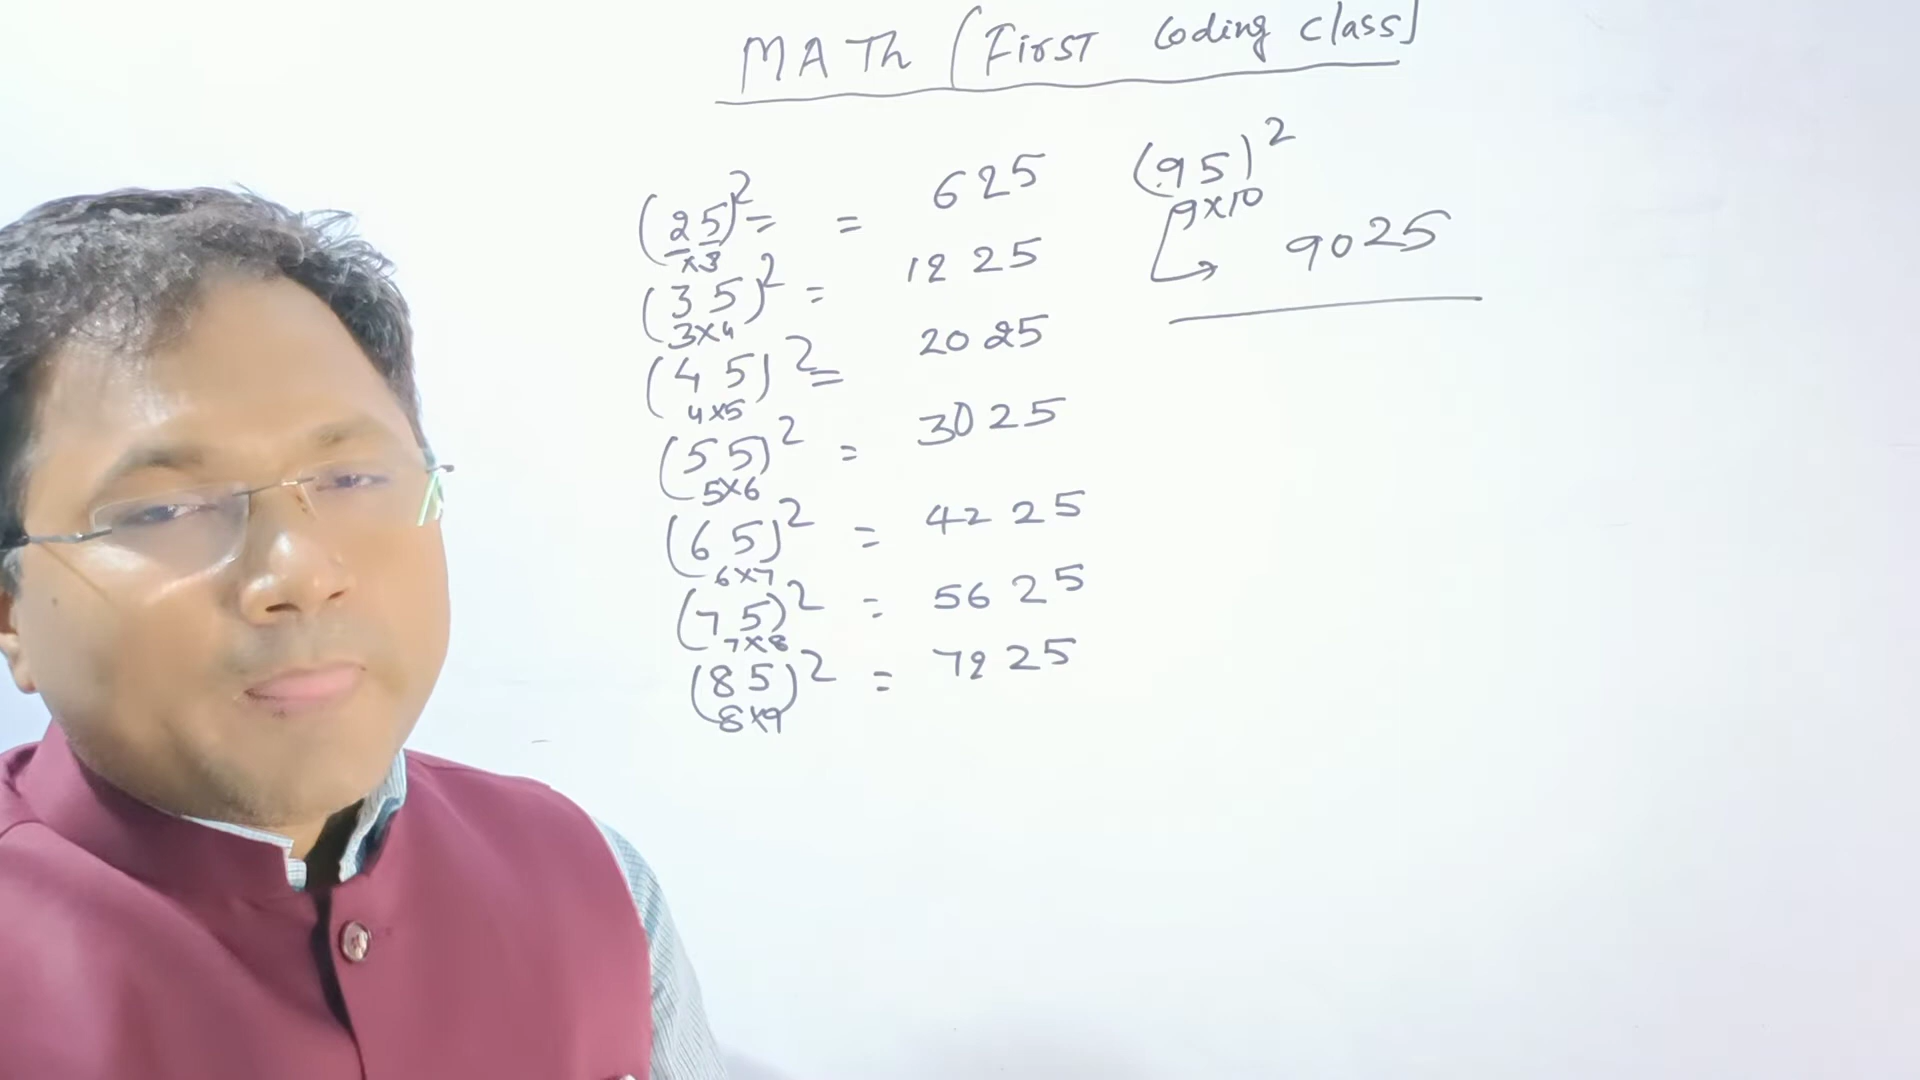 MATh (First Coding class]
(25)²= = 625
x3
(35)² = 1225
3x4
(45)² = 2025
4x5
(55)² = 3025
5x6
(65)² = 4225
6x7
(75)² = 5625
7x8
(85)² = 7225
8x9
(95)²
9x10
9025